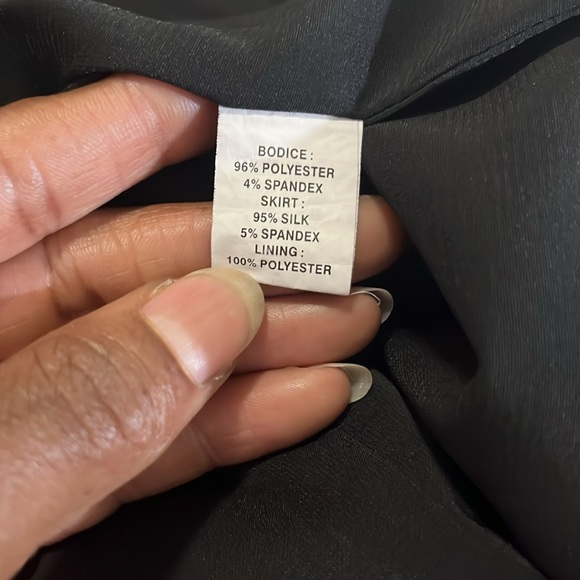 BODICE :
96% POLYESTER
4% SPANDEX
SKIRT :
95% SILK
5% SPANDEX
LINING :
100% POLYESTER